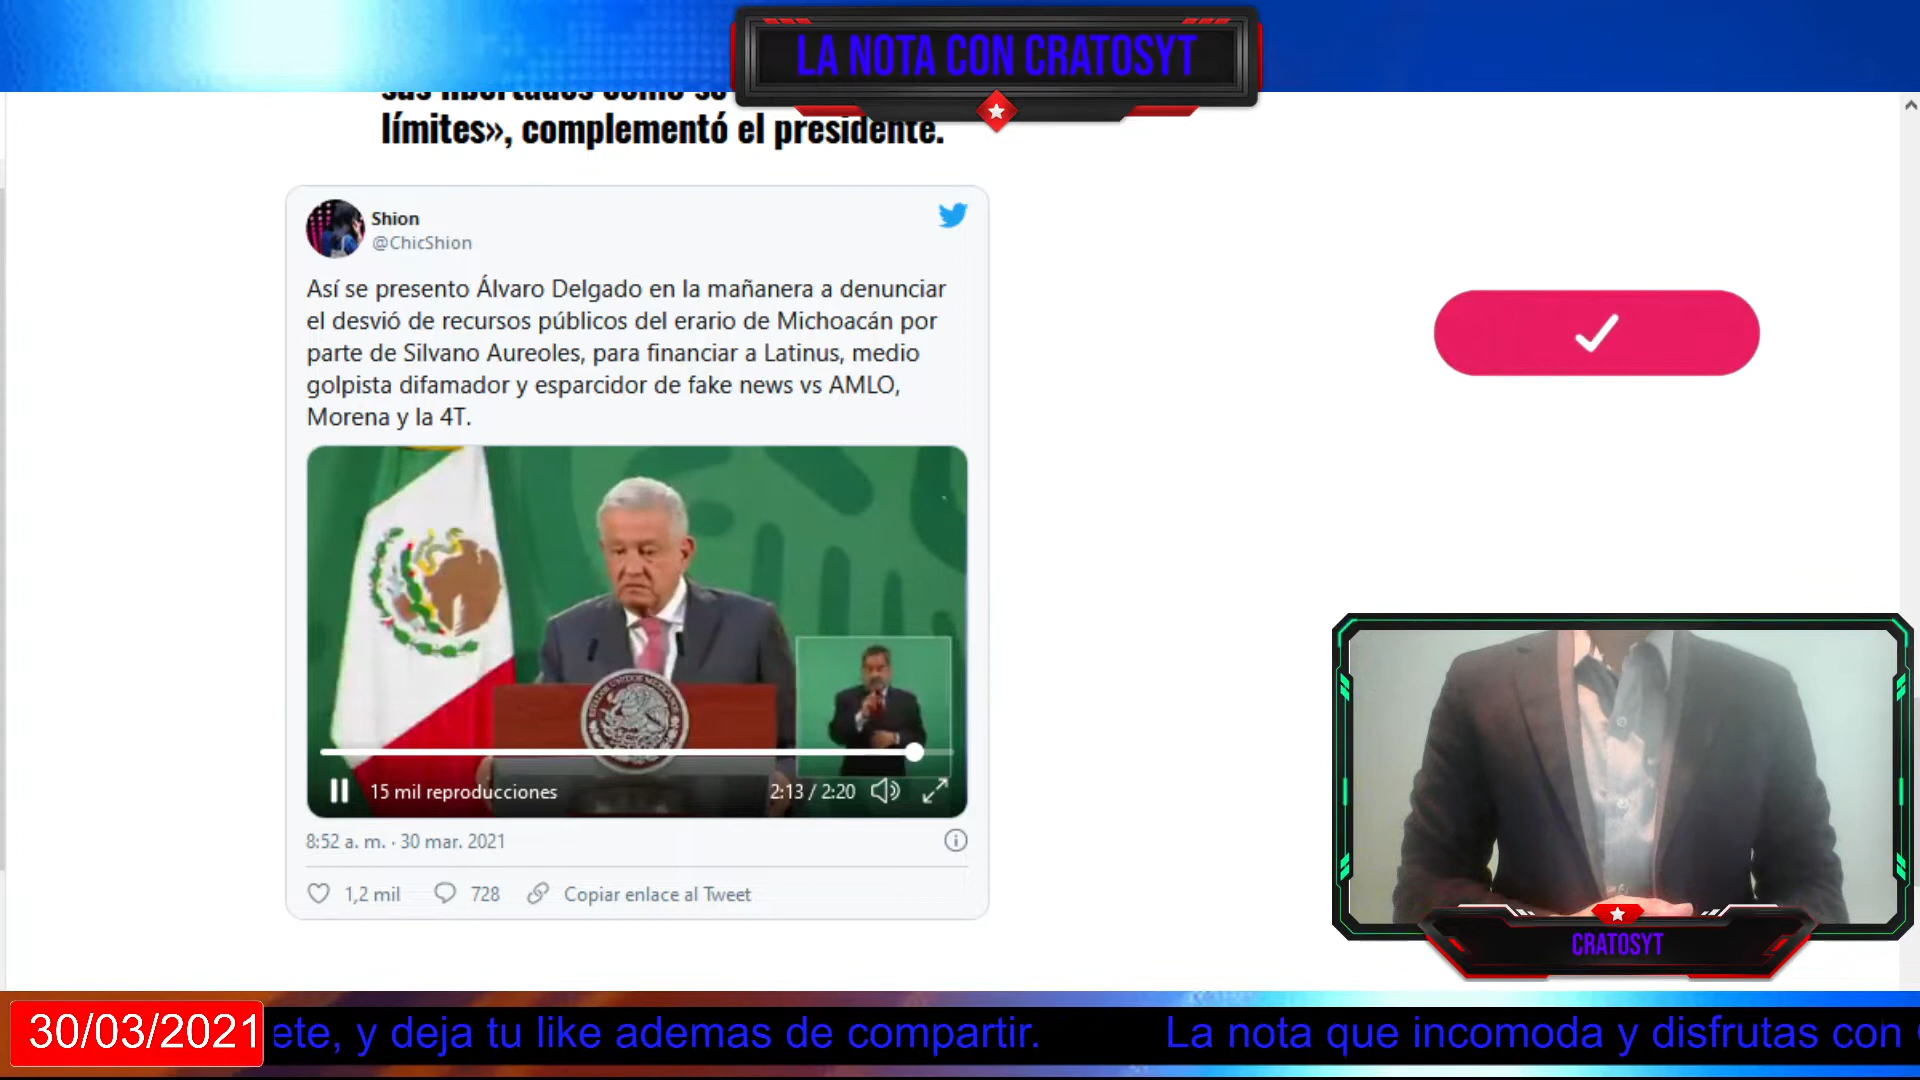 LA NOTA CON CRATOSYT
límites», complementó el presidente.
Shion
@ChicShion
Así se presento Álvaro Delgado en la mañanera a denunciar
el desvió de recursos públicos del erario de Michoacán por
parte de Silvano Aureoles, para financiar a Latinus, medio
golpista difamador y esparcidor de fake news vs AMLO,
Morena y la 4T.
ESTADOS UNIDOS MEXICANOS
15 mil reproducciones
2:13 / 2:20
8:52 a. m. · 30 mar. 2021
1,2 mil
728
Copiar enlace al Tweet
CRATOSYT
30/03/2021
ete, y deja tu like ademas de compartir.
La nota que incomoda y disfrutas con